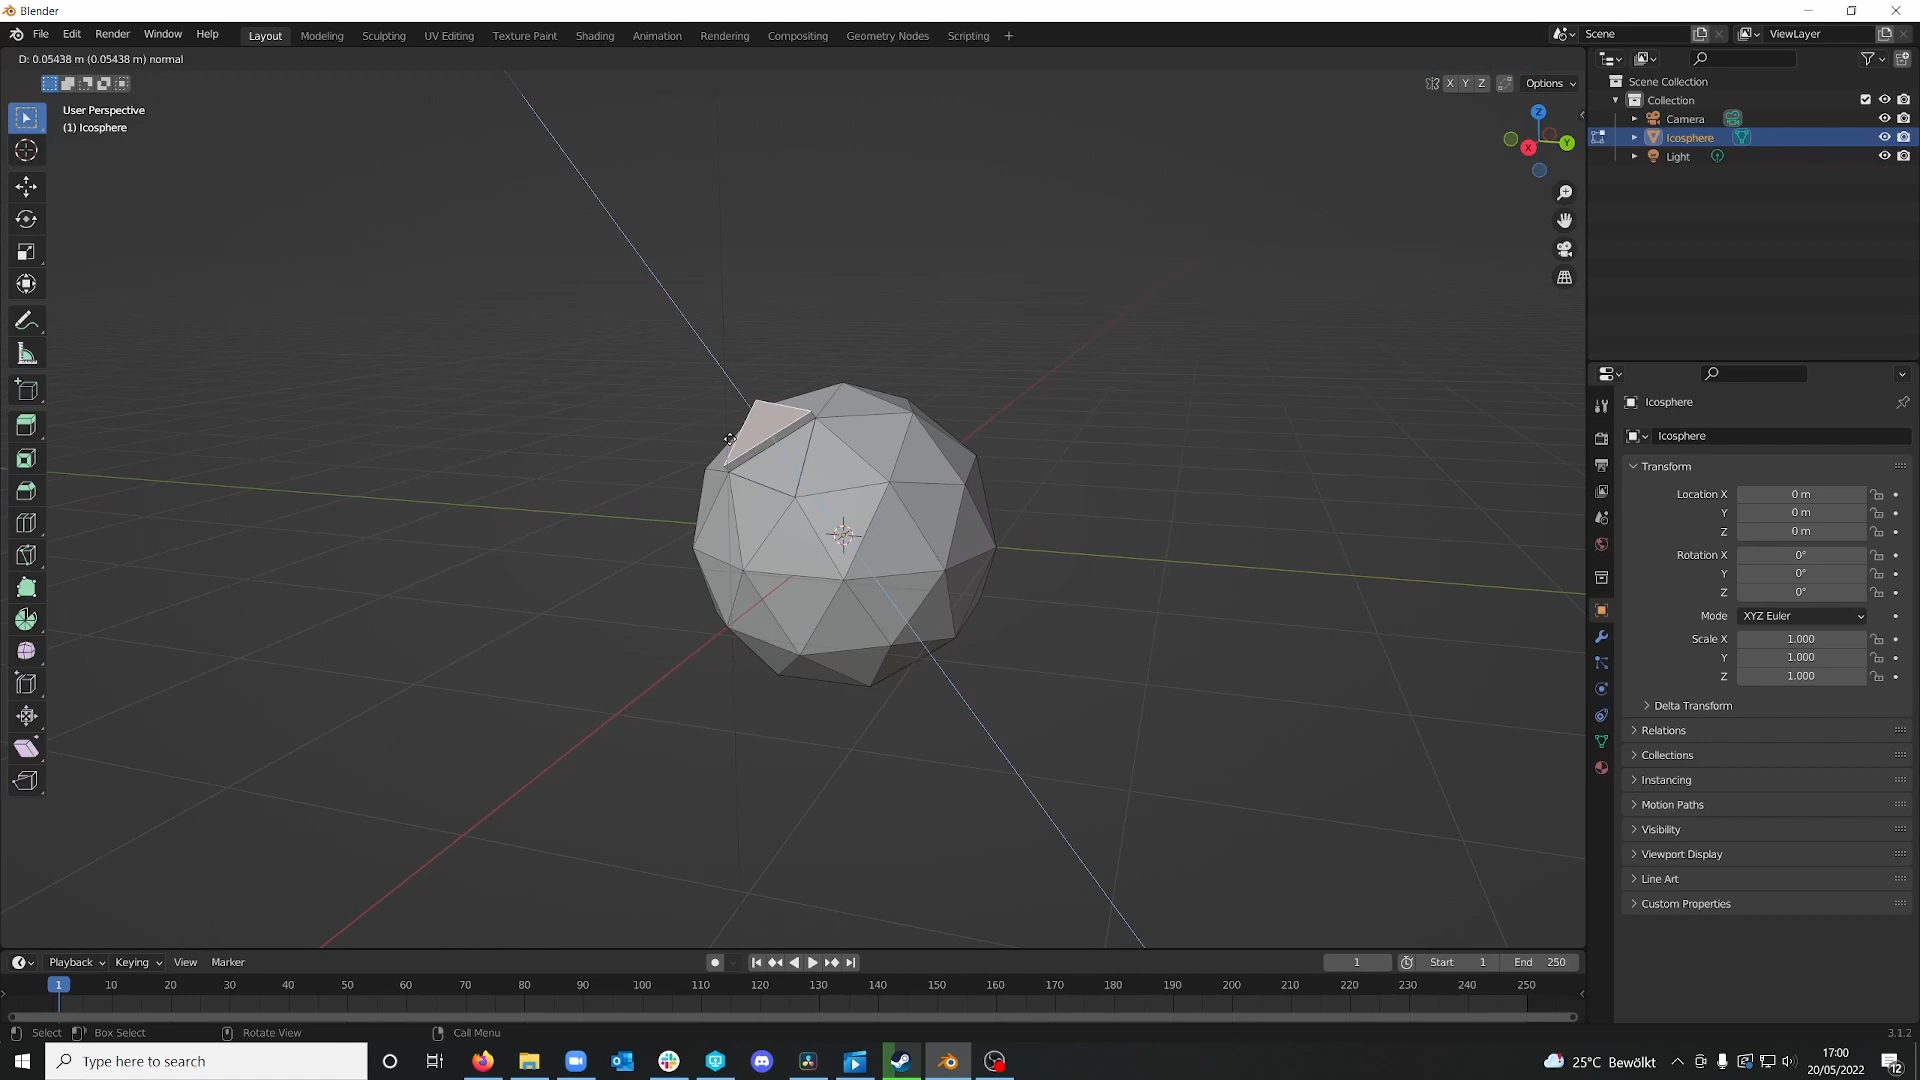 Blender
File Edit Render Window Help Layout Modeling Sculpting UV Editing Texture Paint Shading Animation Rendering Compositing Geometry Nodes Scripting + Scene ViewLayer
D: 0.05438 m (0.05438 m) normal
X Y Z Options
User Perspective
(1) Icosphere
Z
Y
X
Scene Collection
Collection
Camera
Icosphere
Light
Icosphere
Icosphere
Transform
Location X 0 m
Y 0 m
Z 0 m
Rotation X 0°
Y 0°
Z 0°
Mode XYZ Euler
Scale X 1.000
Y 1.000
Z 1.000
Delta Transform
Relations
Collections
Instancing
Motion Paths
Visibility
Viewport Display
Line Art
Custom Properties
Playback Keying View Marker 1 Start 1 End 250
1 10 20 30 40 50 60 70 80 90 100 110 120 130 140 150 160 170 180 190 200 210 220 230 240 250
Select Box Select Rotate View Call Menu 3.1.2
Type here to search 25°C Bewölkt 17:00
20/05/2022 12